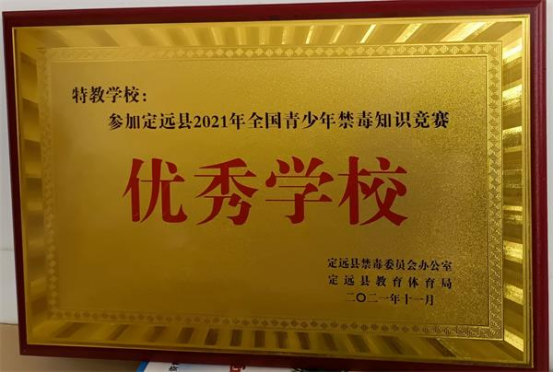 特教学校：
参加定远县2021年全国青少年禁毒知识竞赛
优秀学校
定远县禁毒委员会办公室
定远县教育体育局
二〇二一年十一月